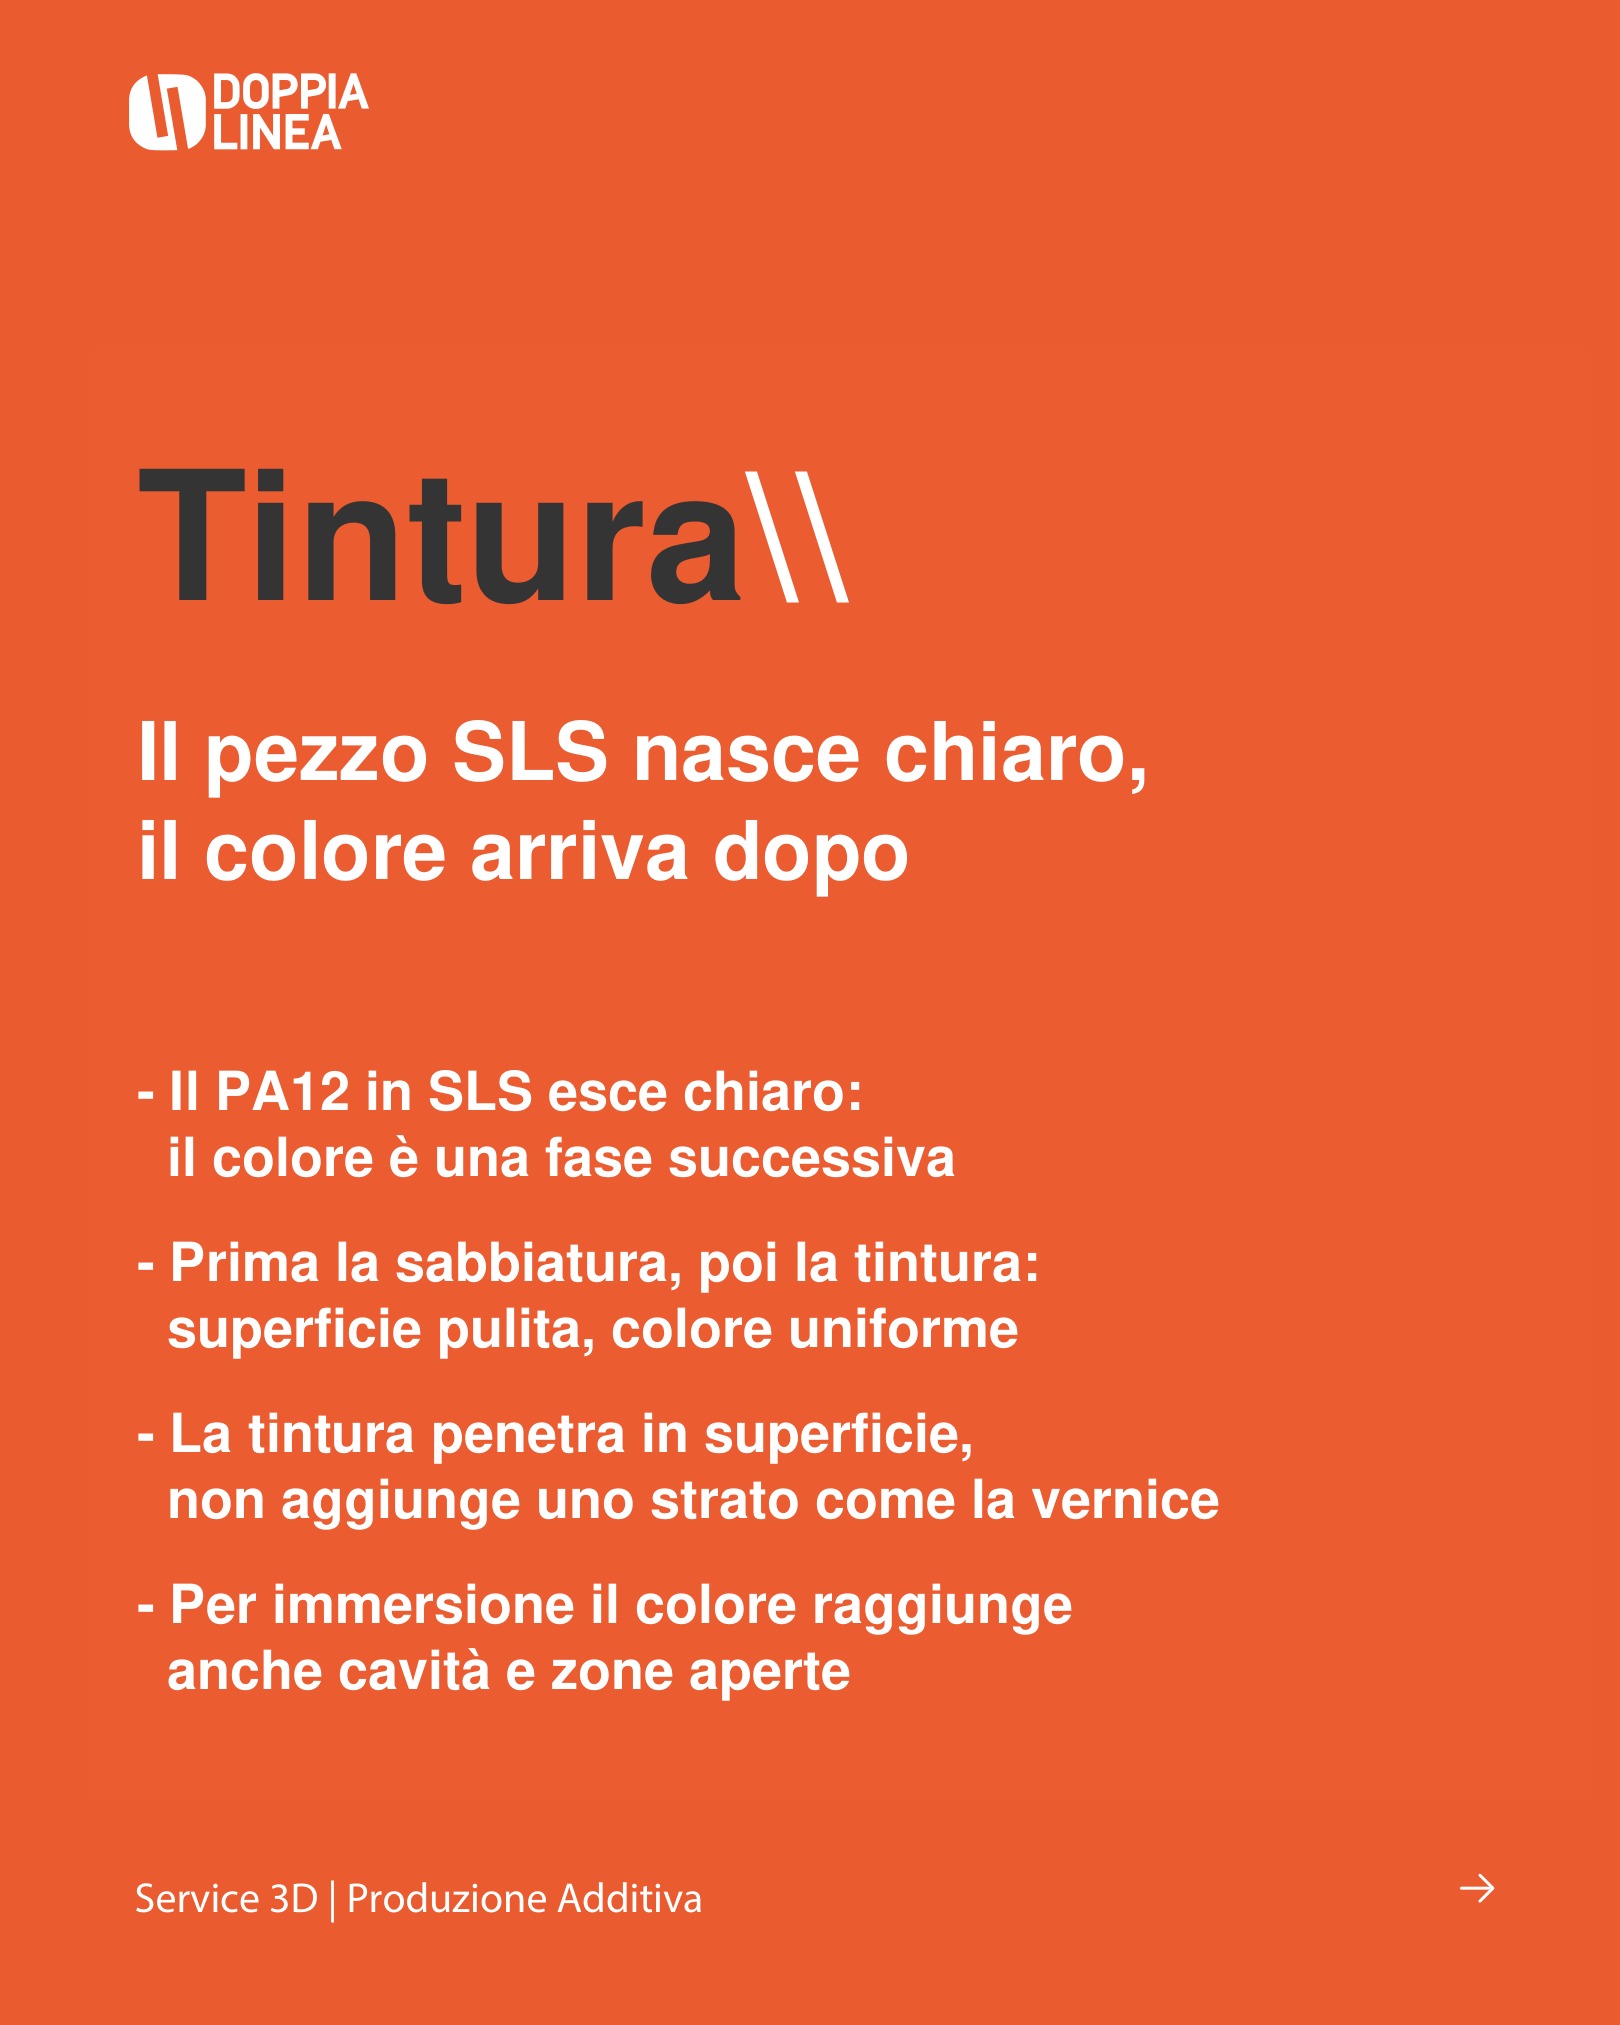 DOPPIA
LINEA
Tintura\\
Il pezzo SLS nasce chiaro,
il colore arriva dopo
- Il PA12 in SLS esce chiaro:
il colore è una fase successiva
- Prima la sabbiatura, poi la tintura:
superficie pulita, colore uniforme
- La tintura penetra in superficie,
non aggiunge uno strato come la vernice
- Per immersione il colore raggiunge
anche cavità e zone aperte
Service 3D | Produzione Additiva